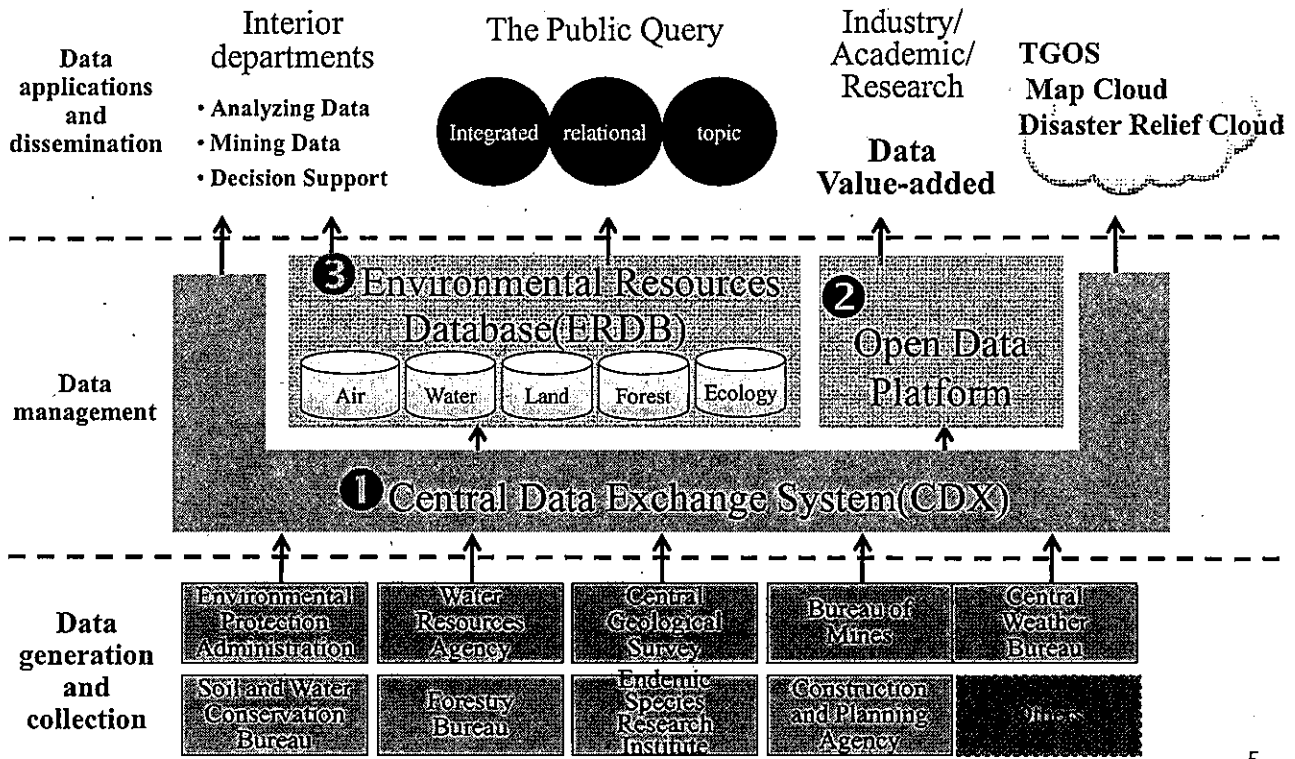 Data
applications
and
dissemination
Interior
departments
• Analyzing Data
• Mining Data
• Decision Support
The Public Query
Integrated
relational
topic
Industry/
Academic/
Research
Data
Value-added
TGOS
Map Cloud
Disaster Relief Cloud
Data
management
❸ Environmental Resources
Database(ERDB)
Air
Water
Land
Forest
Ecology
❷
Open Data
Platform
❶ Central Data Exchange System(CDX)
Data
generation
and
collection
Environmental
Protection
Administration
Water
Resources
Agency
Central
Geological
Survey
Bureau of
Mines
Central
Weather
Bureau
Soil and Water
Conservation
Bureau
Forestry
Bureau
Endemic
Species
Research
Institute
Construction
and Planning
Agency
Others
5